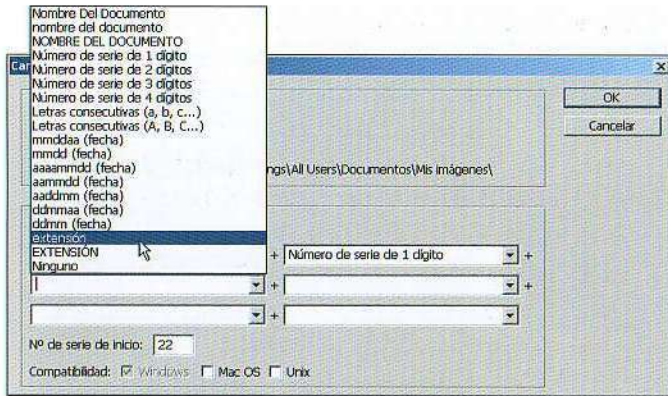 Nombre Del Documento
nombre del documento
NOMBRE DEL DOCUMENTO
Número de serie de 1 dígito
Número de serie de 2 dígitos
Número de serie de 3 dígitos
Número de serie de 4 dígitos
Letras consecutivas (a, b, c...)
Letras consecutivas (A, B, C...)
mmddaa (fecha)
mmdd (fecha)
aaaammdd (fecha)
aammdd (fecha)
aaddmm (fecha)
ddmmaa (fecha)
ddmm (fecha)
extensión
EXTENSIÓN
Ninguno
Ca
OK
Cancelar
ngs\All Users\Documentos\Mis imágenes\
+ Número de serie de 1 dígito +
+ +
+
Nº de serie de inicio: 22
Compatibilidad: Windows Mac OS Unix